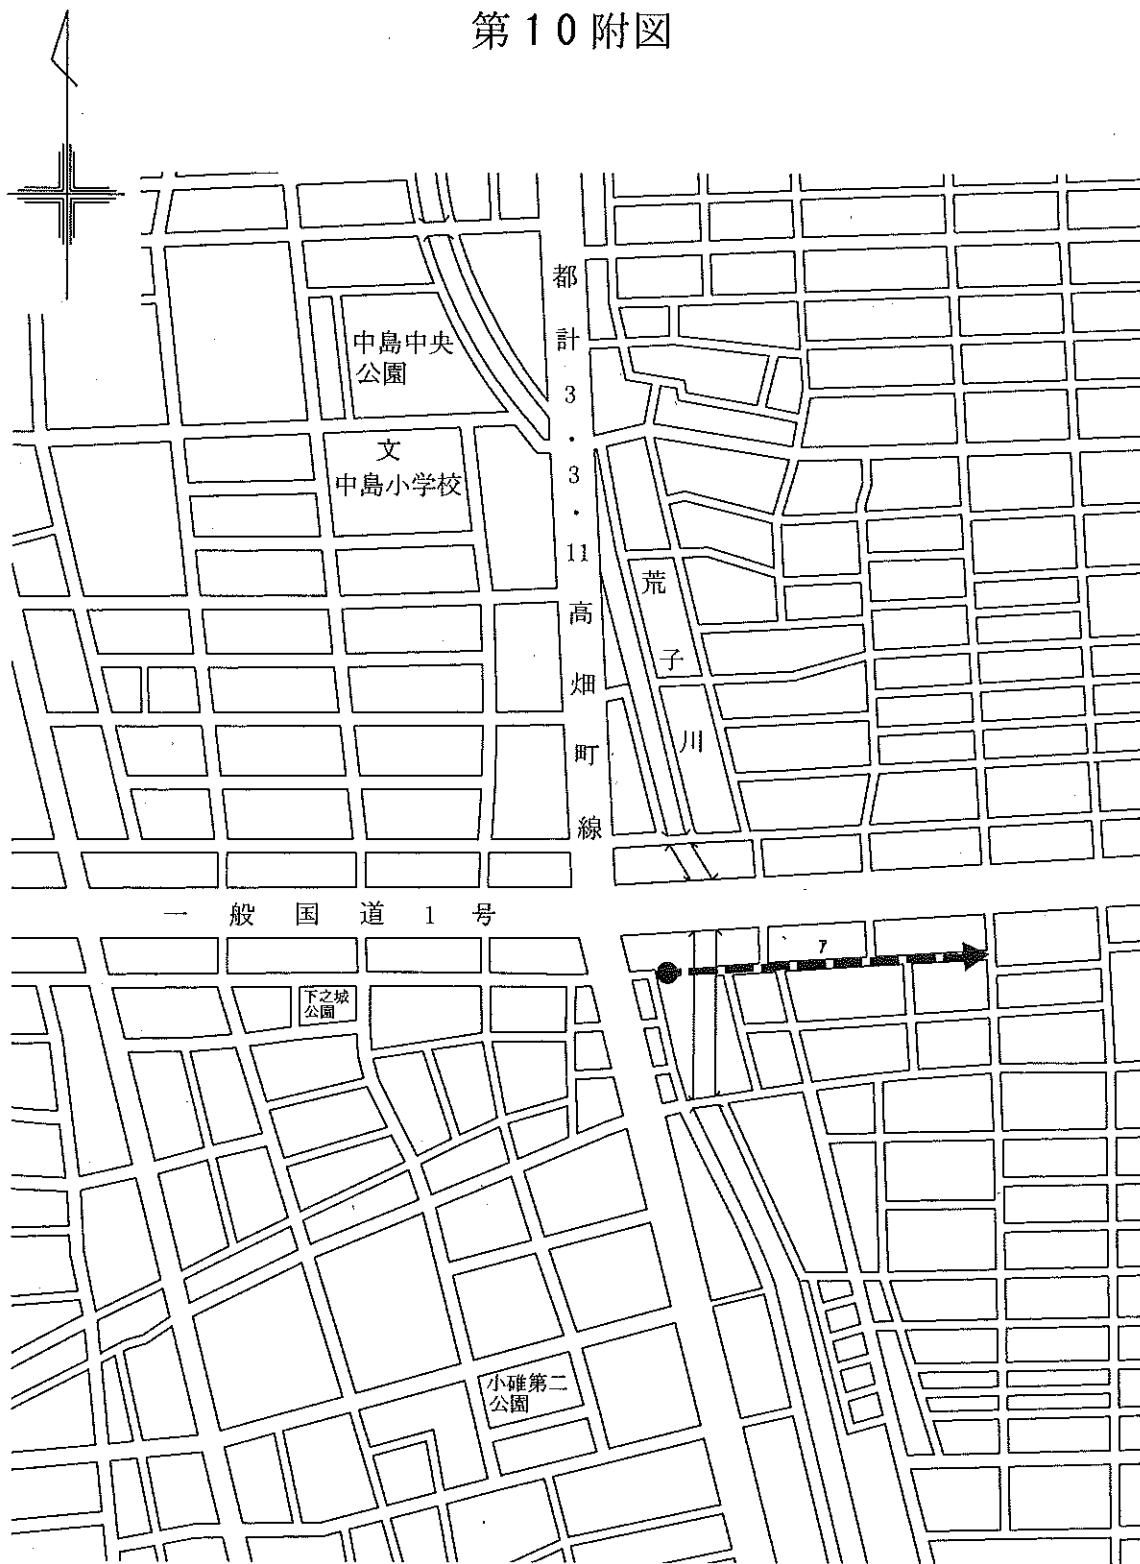 第10附図
中島中央
公園
文
中島小学校
都計3・3・11高畑町線
荒子川
一般国道1号
ア
下之城
公園
小碓第二
公園